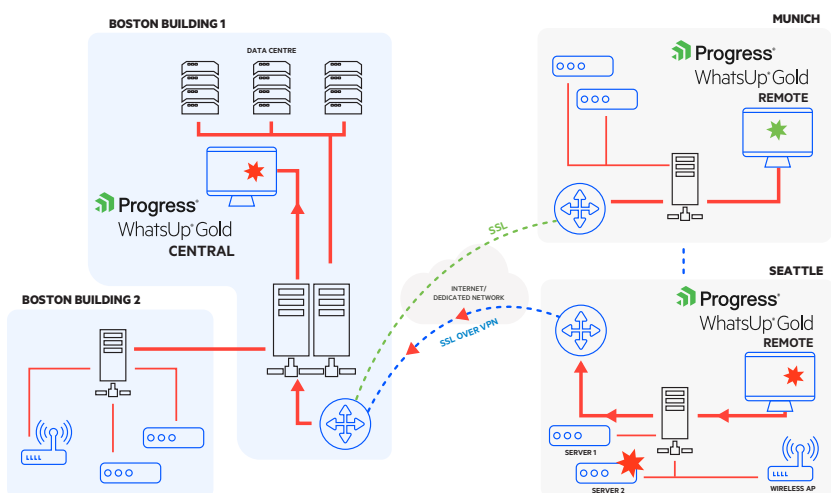 BOSTON BUILDING 1
DATA CENTRE
Progress®
WhatsUp® Gold
CENTRAL
BOSTON BUILDING 2
SSL
INTERNET/
DEDICATED NETWORK
SSL OVER VPN
MUNICH
Progress®
WhatsUp® Gold
REMOTE
SEATTLE
Progress®
WhatsUp® Gold
REMOTE
SERVER 1
SERVER 2
WIRELESS AP